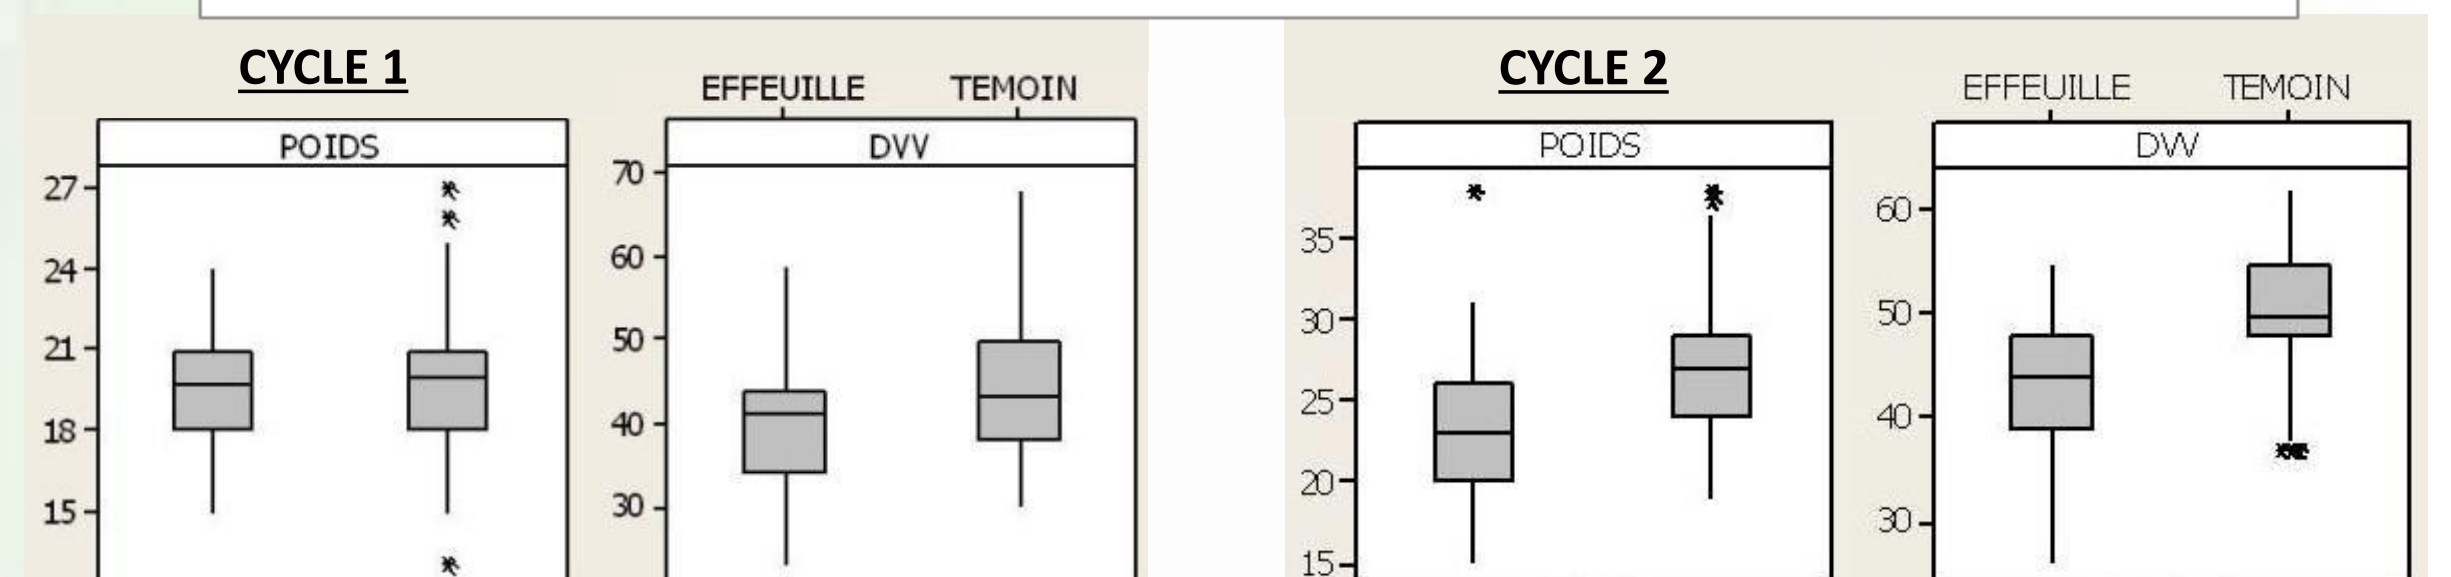 CYCLE 1
EFFEUILLE TEMOIN
POIDS
DVV
27
24
21
18
15
70
60
50
40
30
CYCLE 2
EFFEUILLE TEMOIN
POIDS
DVV
35
30
25
20
15
60
50
40
30